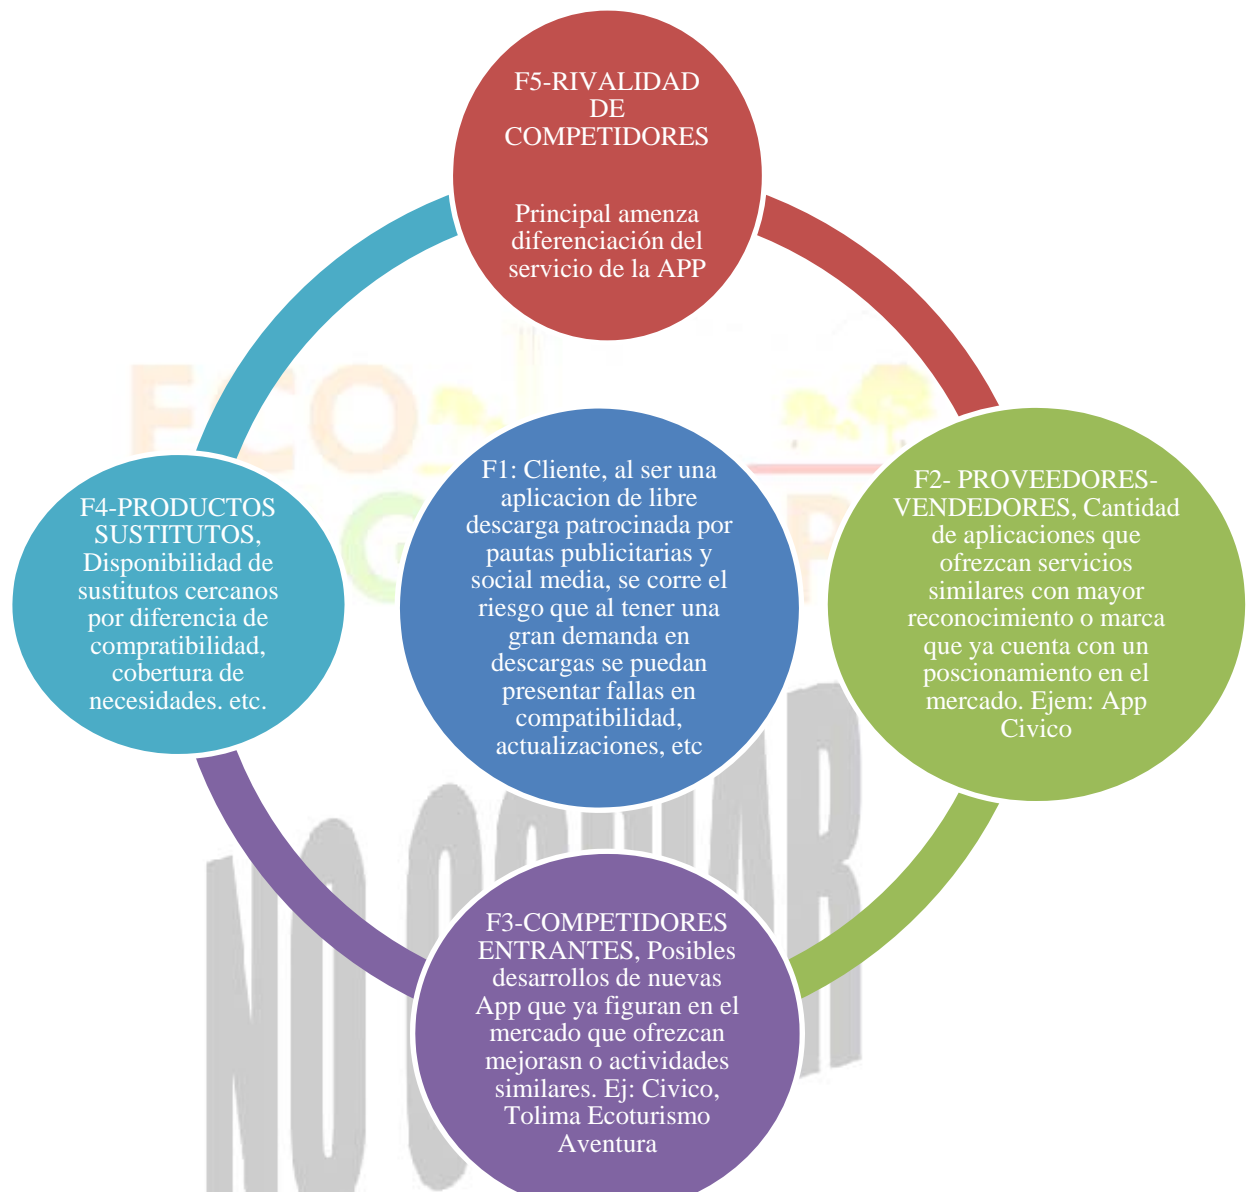 F5-RIVALIDAD
DE
COMPETIDORES
Principal amenza
diferenciación del
servicio de la APP
F4-PRODUCTOS
SUSTITUTOS,
Disponibilidad de
sustitutos cercanos
por diferencia de
compratibilidad,
cobertura de
necesidades. etc.
F1: Cliente, al ser una
aplicacion de libre
descarga patrocinada por
pautas publicitarias y
social media, se corre el
riesgo que al tener una
gran demanda en
descargas se puedan
presentar fallas en
compatibilidad,
actualizaciones, etc
F2- PROVEEDORES-
VENDEDORES, Cantidad
de aplicaciones que
ofrezcan servicios
similares con mayor
reconocimiento o marca
que ya cuenta con un
poscionamiento en el
mercado. Ejem: App
Civico
F3-COMPETIDORES
ENTRANTES, Posibles
desarrollos de nuevas
App que ya figuran en el
mercado que ofrezcan
mejorasn o actividades
similares. Ej: Civico,
Tolima Ecoturismo
Aventura
ECO
NO